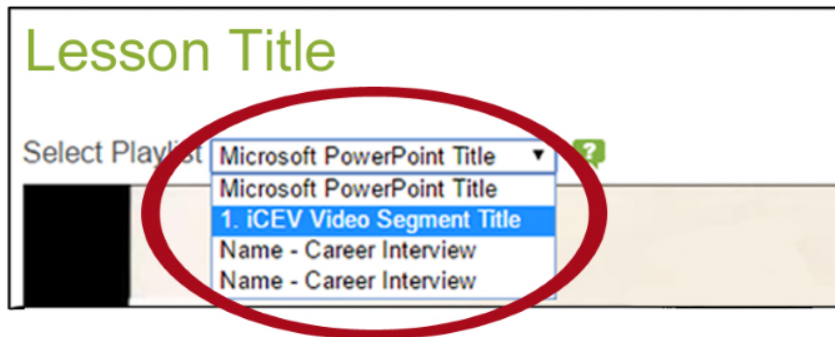 Lesson Title
Select Playlist Microsoft PowerPoint Title ▼ ?
Microsoft PowerPoint Title
1. iCEV Video Segment Title
Name - Career Interview
Name - Career Interview